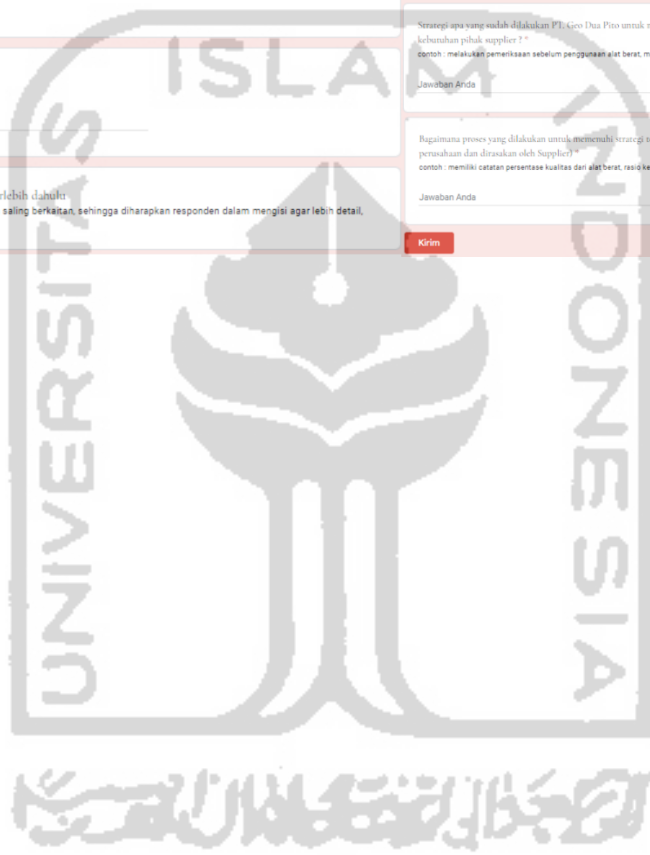 ISLAM
UNIVERSITAS
INDONESIA
rlebih dahulu
saling berkaitan, sehingga diharapkan responden dalam mengisi agar lebih detail,
Strategi apa yang sudah dilakukan PT. Geo Dua Pito untuk
kebutuhan pihak supplier ? *
contoh : melakukan pemeriksaan sebelum penggunaan alat berat,
Jawaban Anda
Bagaimana proses yang dilakukan untuk memenuhi strategi
perusahaan dan dirasakan oleh Supplier) *
contoh : memiliki catatan persentase kualitas dari alat berat, rasio
Jawaban Anda
Kirim